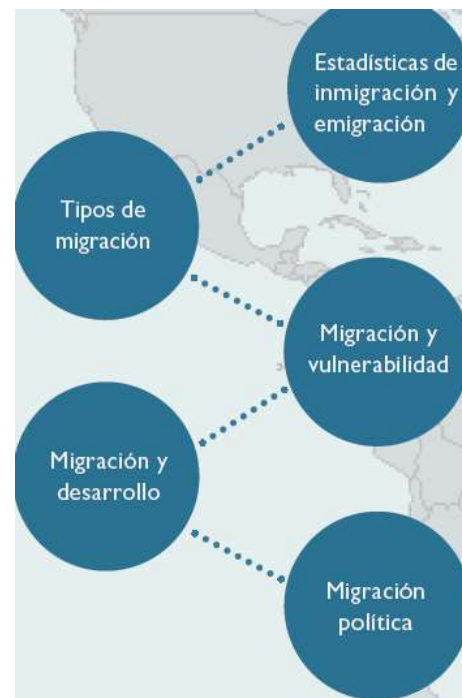 Estadísticas de
inmigración y
emigración
Tipos de
migración
Migración y
vulnerabilidad
Migración y
desarrollo
Migración
política